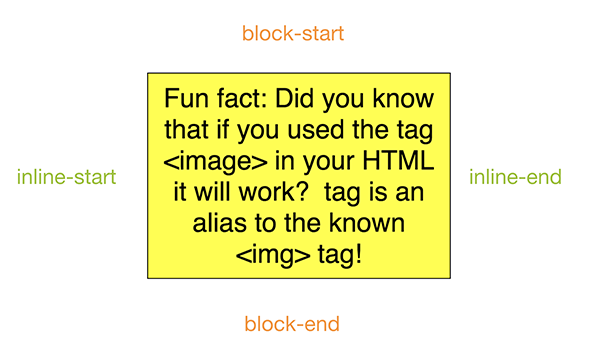 block-start
Fun fact: Did you know
that if you used the tag
<image> in your HTML
inline-start
inline-end
it will work?  tag is an
alias to the known
<img> tag!
block-end